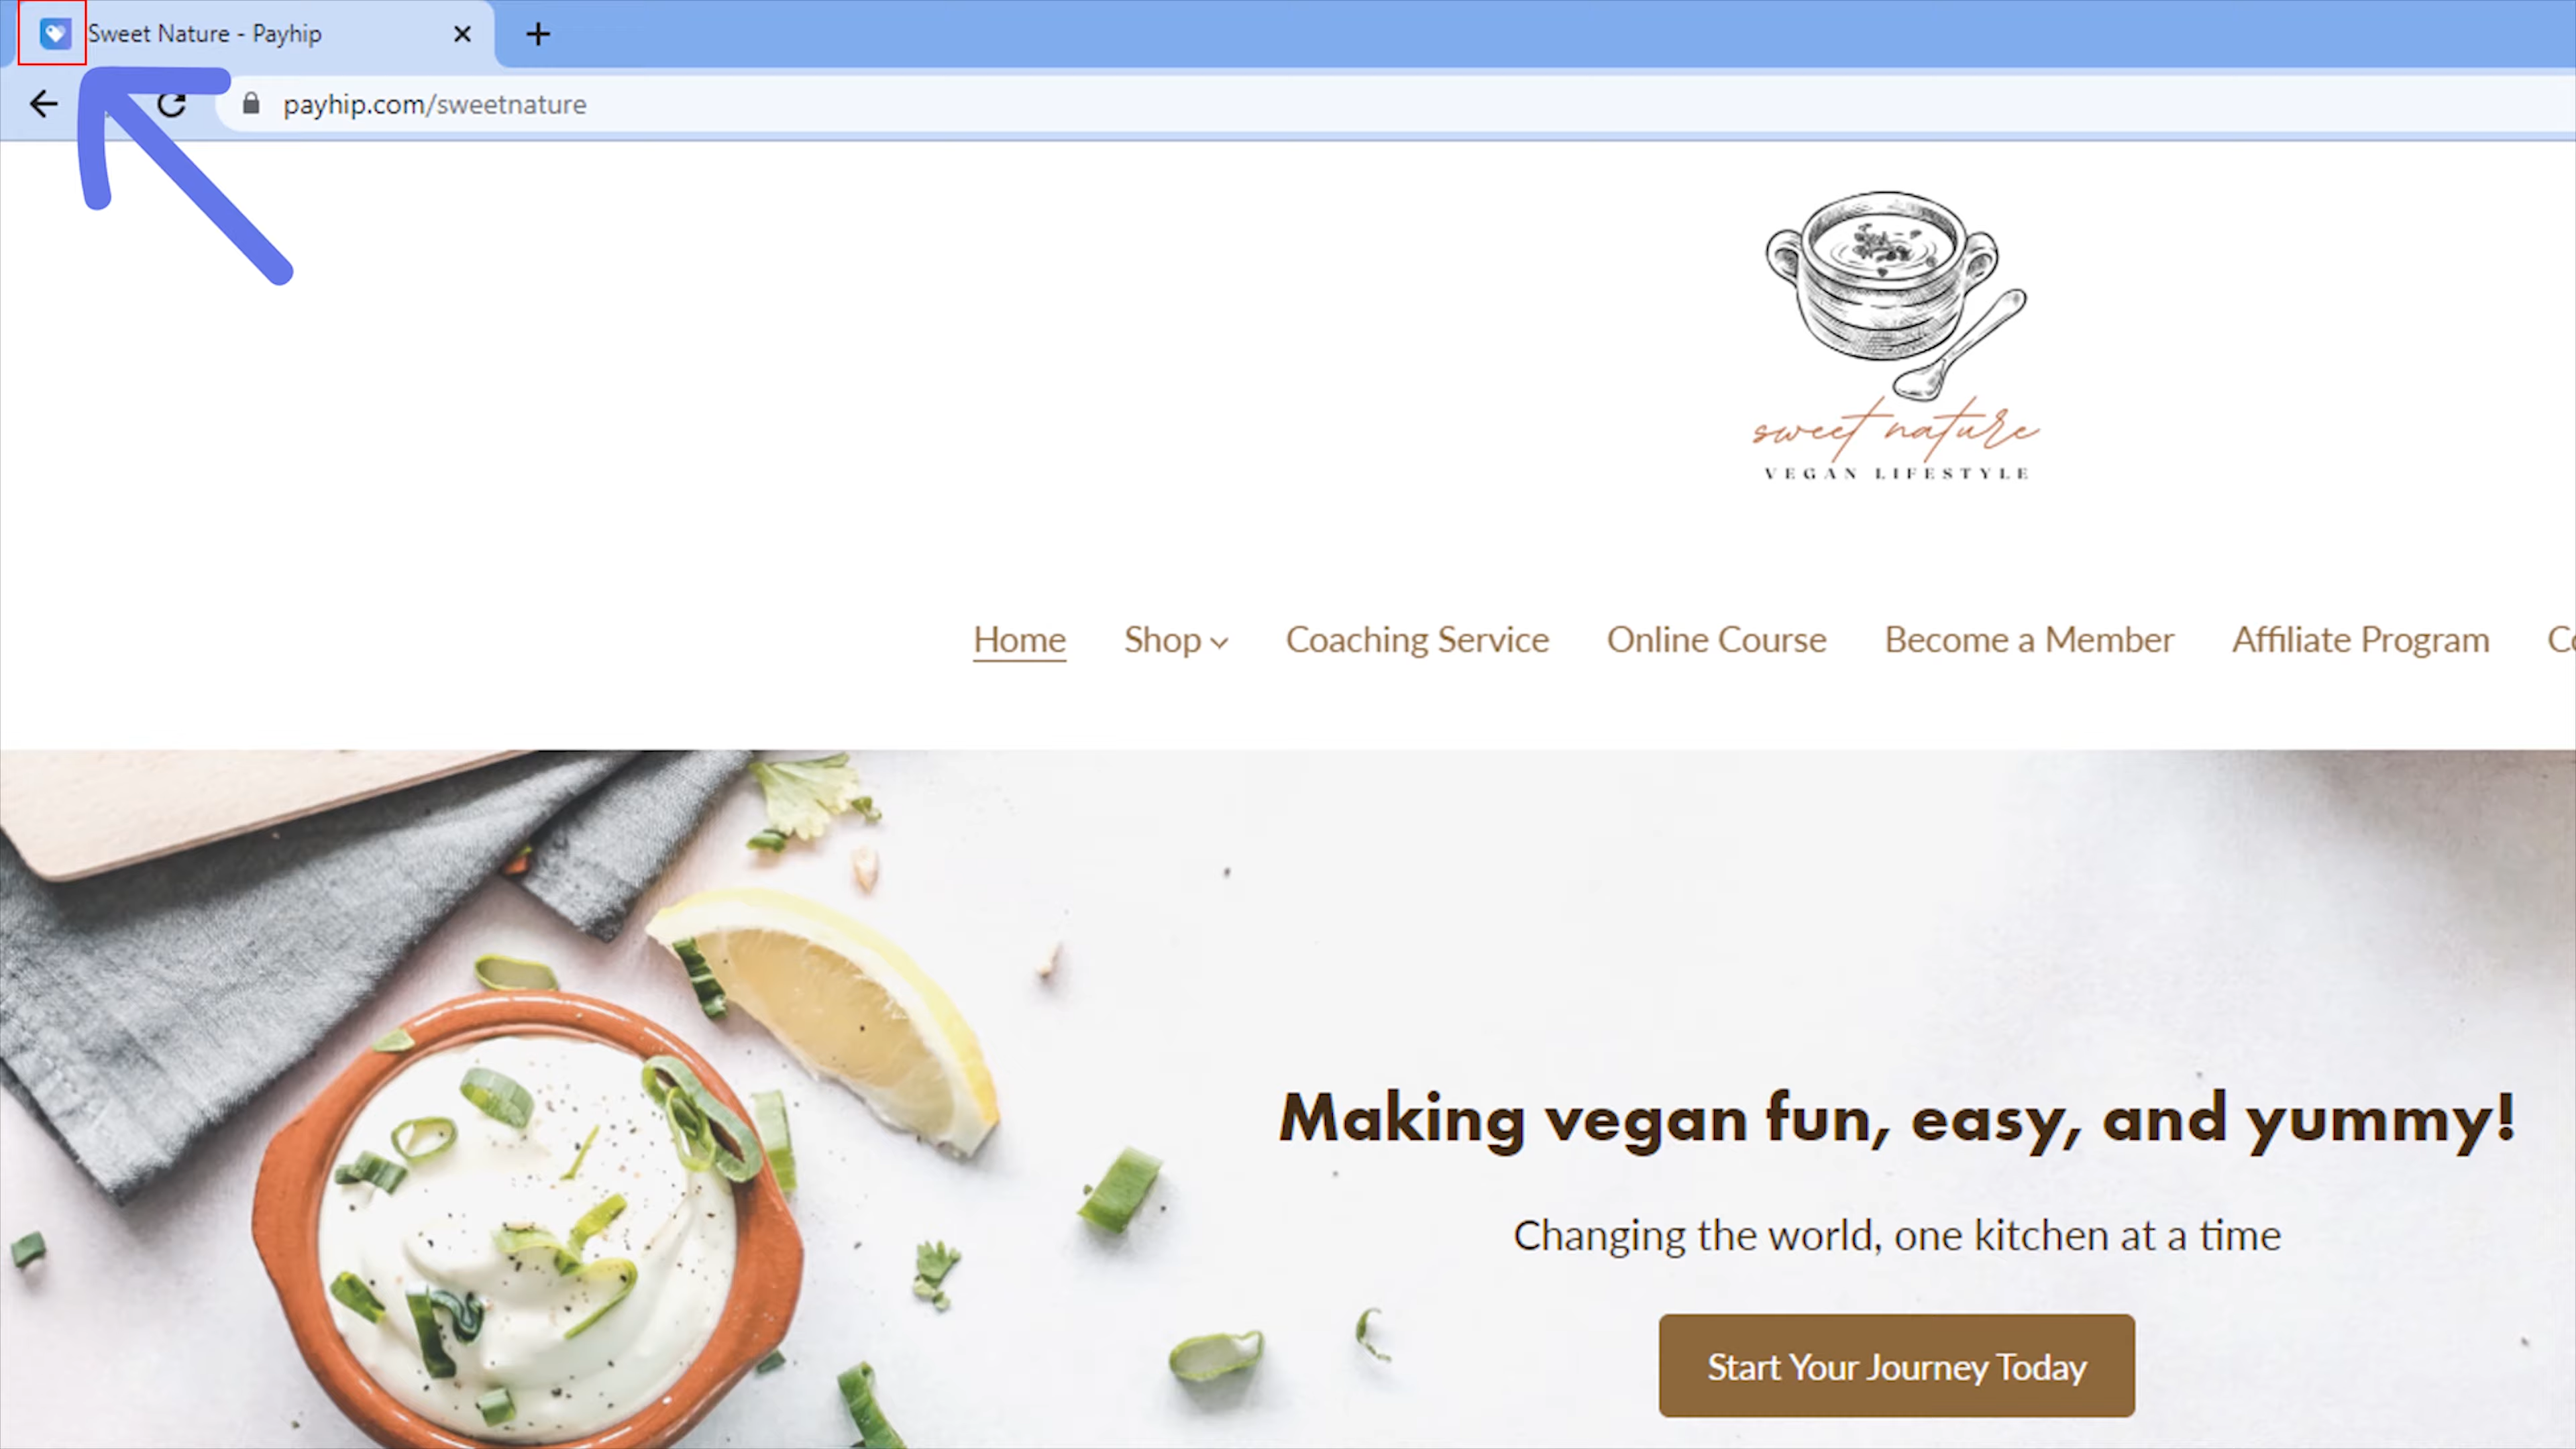 Sweet Nature - Payhip
payhip.com/sweetnature
sweet nature
VEGAN LIFESTYLE
Home Shop Coaching Service Online Course Become a Member Affiliate Program
Making vegan fun, easy, and yummy!
Changing the world, one kitchen at a time
Start Your Journey Today